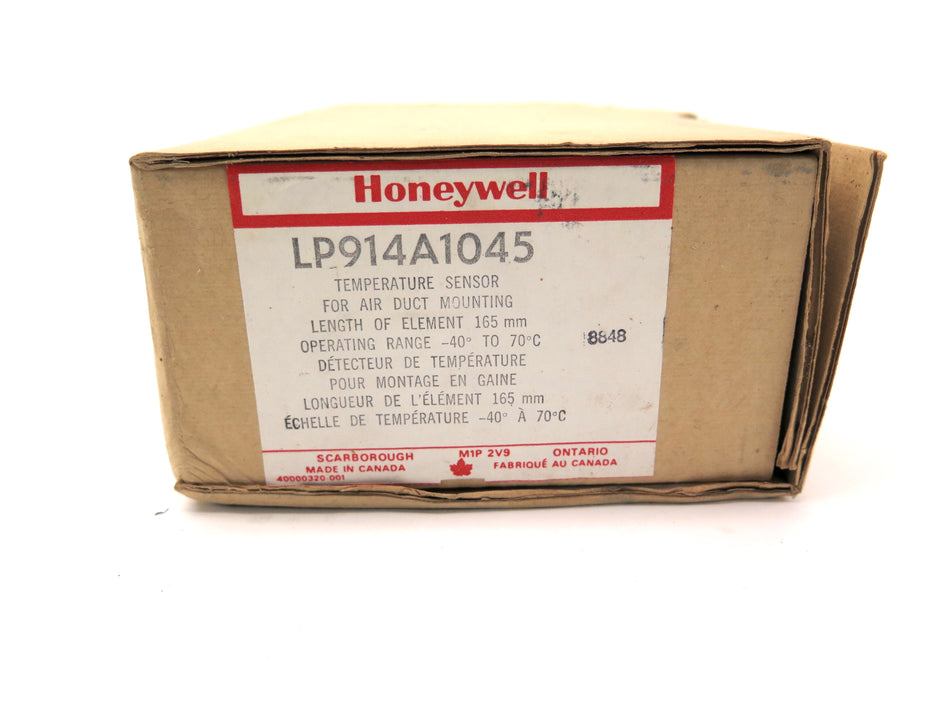 Honeywell
LP914A1045
TEMPERATURE SENSOR
FOR AIR DUCT MOUNTING
LENGTH OF ELEMENT 165 mm
OPERATING RANGE -40° TO 70°C
8848
DÉTECTEUR DE TEMPÉRATURE
POUR MONTAGE EN GAINE
LONGUEUR DE L'ÉLÉMENT 165 mm
ÉCHELLE DE TEMPÉRATURE -40° À 70°C
SCARBOROUGH M1P 2V9 ONTARIO
MADE IN CANADA FABRIQUÉ AU CANADA
40000320-001